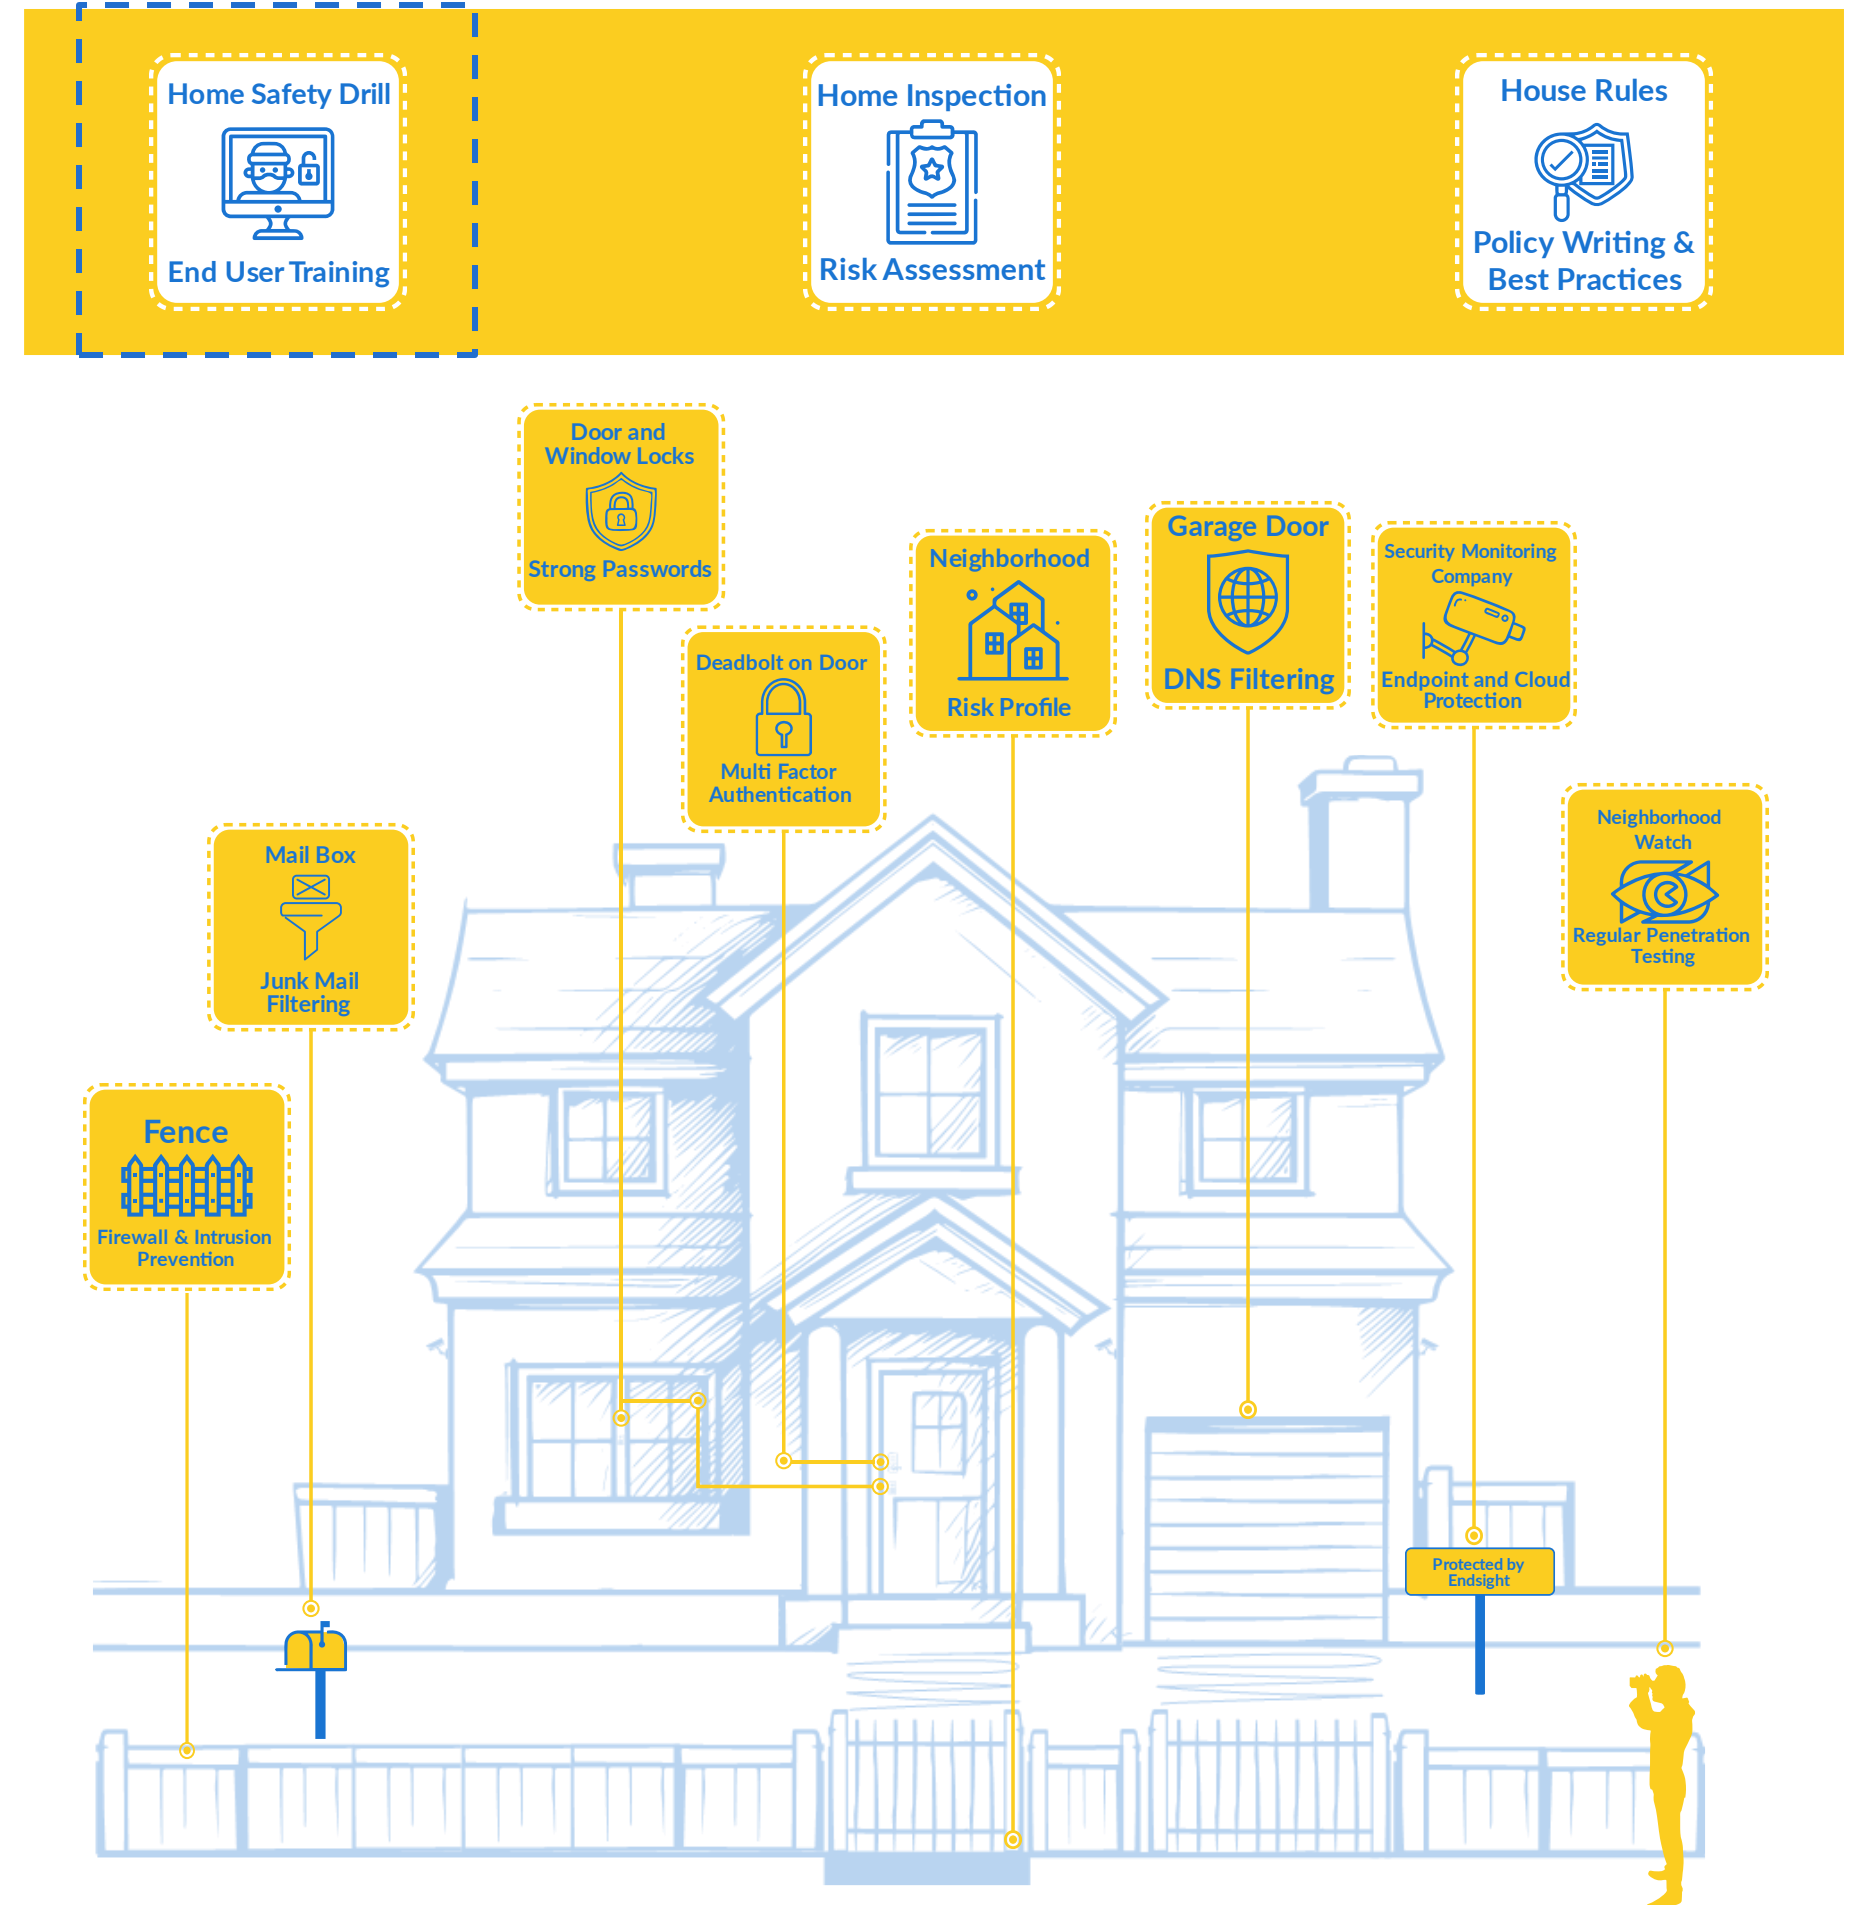 Home Safety Drill
End User Training
Home Inspection
Risk Assessment
House Rules
Policy Writing &
Best Practices
Door and
Window Locks
Strong Passwords
Deadbolt on Door
Multi Factor
Authentication
Neighborhood
Risk Profile
Garage Door
DNS Filtering
Security Monitoring
Company
Endpoint and Cloud
Protection
Neighborhood
Watch
Regular Penetration
Testing
Mail Box
Junk Mail
Filtering
Fence
Firewall & Intrusion
Prevention
Protected by
Endsight